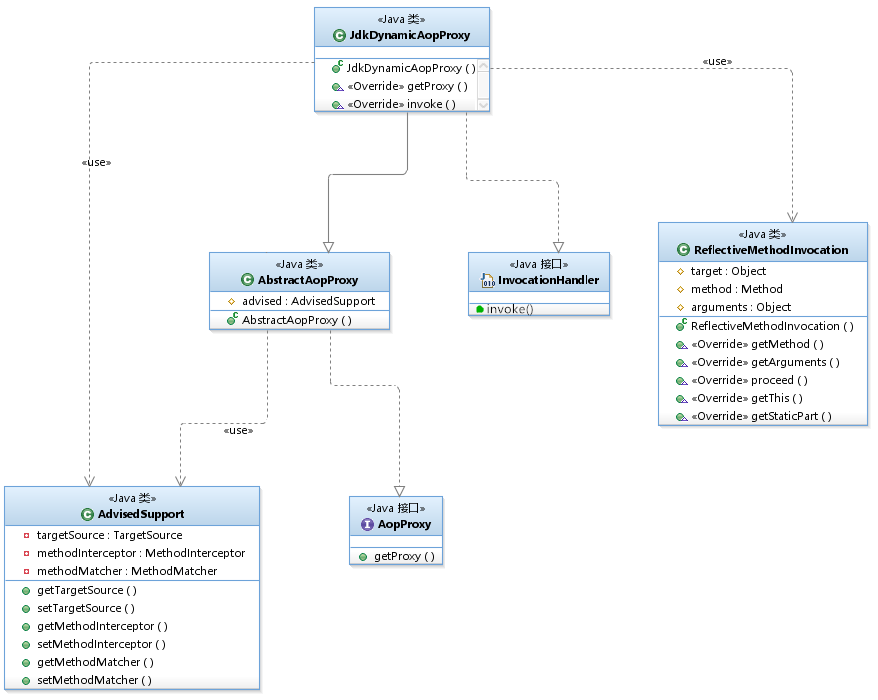 «Java 类»
JdkDynamicAopProxy
JdkDynamicAopProxy ( )
«Override» getProxy ( )
«Override» invoke ( )
«use»
«use»
«Java 类»
ReflectiveMethodInvocation
target : Object
method : Method
arguments : Object
ReflectiveMethodInvocation ( )
«Override» getMethod ( )
«Override» getArguments ( )
«Override» proceed ( )
«Override» getThis ( )
«Override» getStaticPart ( )
«Java 类»
AbstractAopProxy
advised : AdvisedSupport
AbstractAopProxy ( )
«Java 接口»
InvocationHandler
invoke()
«use»
«Java 类»
AdvisedSupport
targetSource : TargetSource
methodInterceptor : MethodInterceptor
methodMatcher : MethodMatcher
getTargetSource ( )
setTargetSource ( )
getMethodInterceptor ( )
setMethodInterceptor ( )
getMethodMatcher ( )
setMethodMatcher ( )
«Java 接口»
AopProxy
getProxy ( )